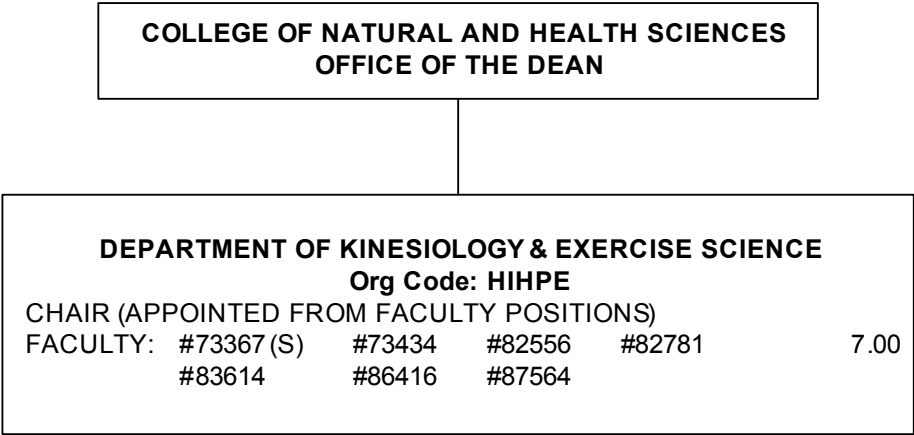 COLLEGE OF NATURAL AND HEALTH SCIENCES
OFFICE OF THE DEAN
DEPARTMENT OF KINESIOLOGY & EXERCISE SCIENCE
Org Code: HIHPE
CHAIR (APPOINTED FROM FACULTY POSITIONS)
FACULTY: #73367 (S) #73434 #82556 #82781 7.00
#83614 #86416 #87564